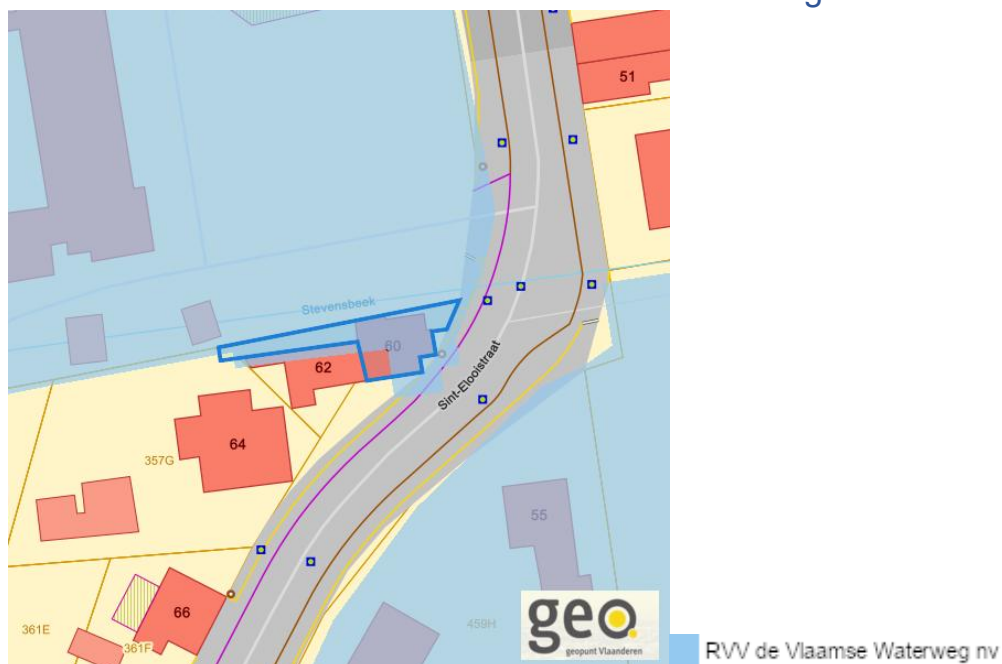 g
51
Stevensbeek
60
62
Sint-Elooistraat
64
357G
55
66
361E
361F
459H
geo
geopunt Vlaanderen
RVV de Vlaamse Waterweg nv